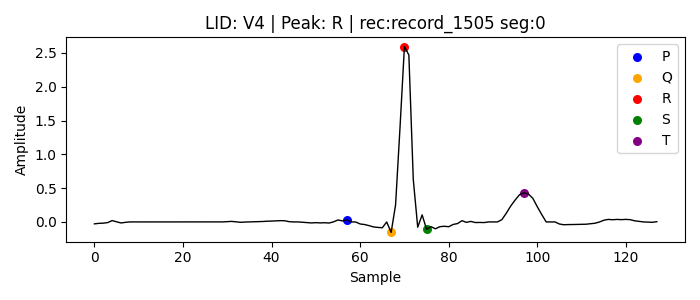 LID: V4 | Peak: R | rec:record_1505 seg:0
Amplitude
2.5
2.0
1.5
1.0
0.5
0.0
P
Q
R
S
T
0 20 40 60 80 100 120
Sample